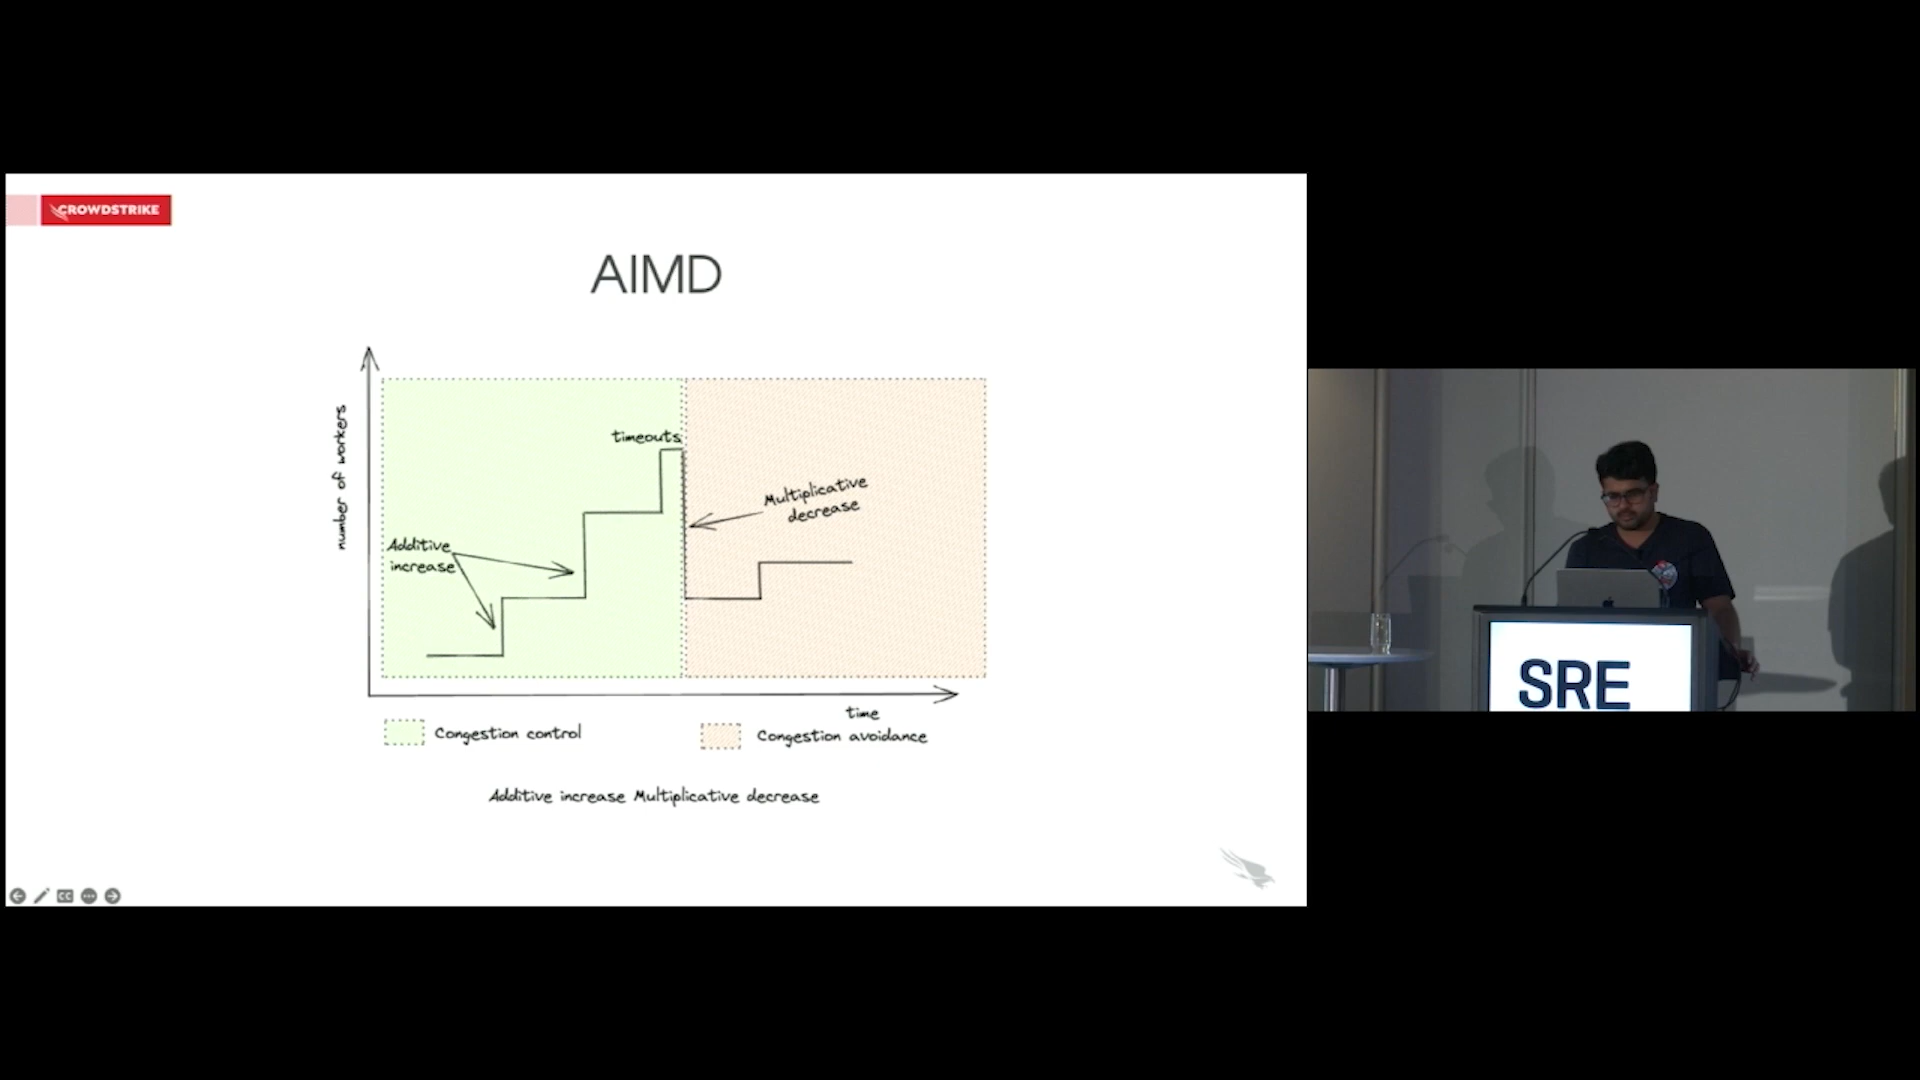 CROWDSTRIKE
AIMD
number of workers
timeouts
Multiplicative
decrease
Additive
increase
time
Congestion control
Congestion avoidance
Additive increase Multiplicative decrease
CC
SRE